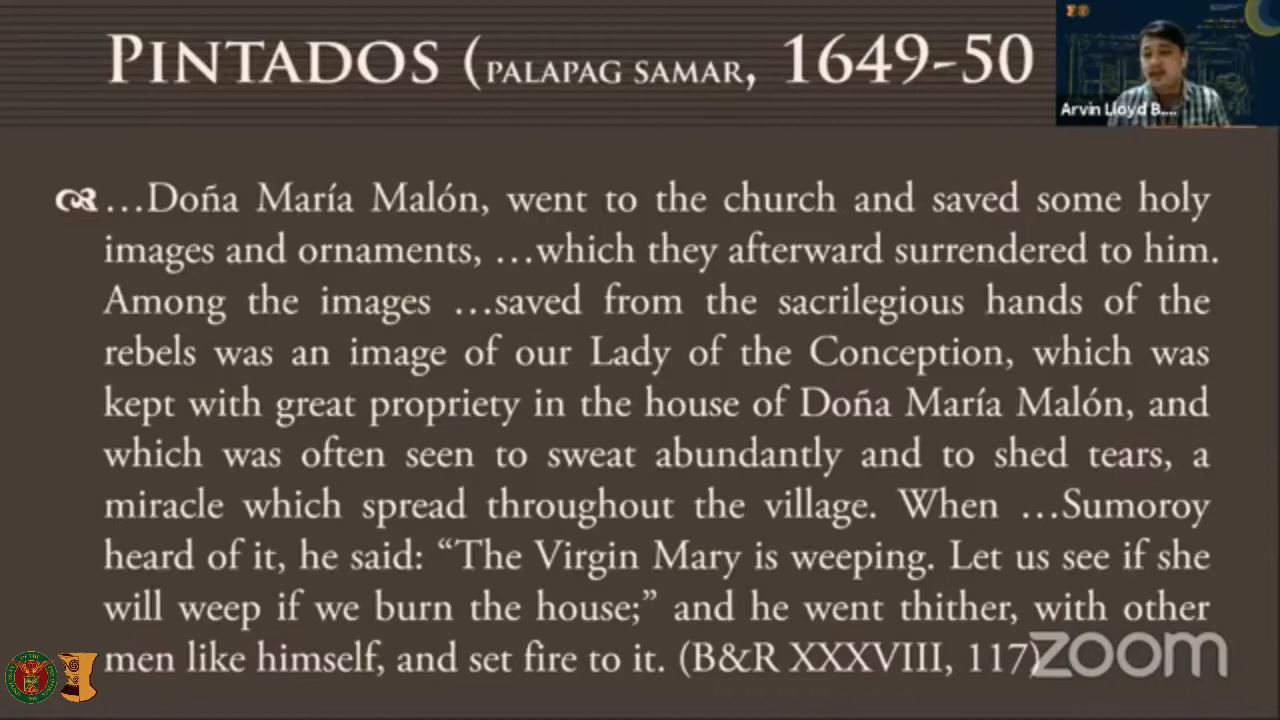 PINTADOS (PALAPAG SAMAR, 1649-50
Arvin Lloyd B....
…Doña María Malón, went to the church and saved some holy
images and ornaments, …which they afterward surrendered to him.
Among the images …saved from the sacrilegious hands of the
rebels was an image of our Lady of the Conception, which was
kept with great propriety in the house of Doña María Malón, and
which was often seen to sweat abundantly and to shed tears, a
miracle which spread throughout the village. When …Sumoroy
heard of it, he said: “The Virgin Mary is weeping. Let us see if she
will weep if we burn the house;” and he went thither, with other
men like himself, and set fire to it. (B&R XXXVIII, 117)
zoom